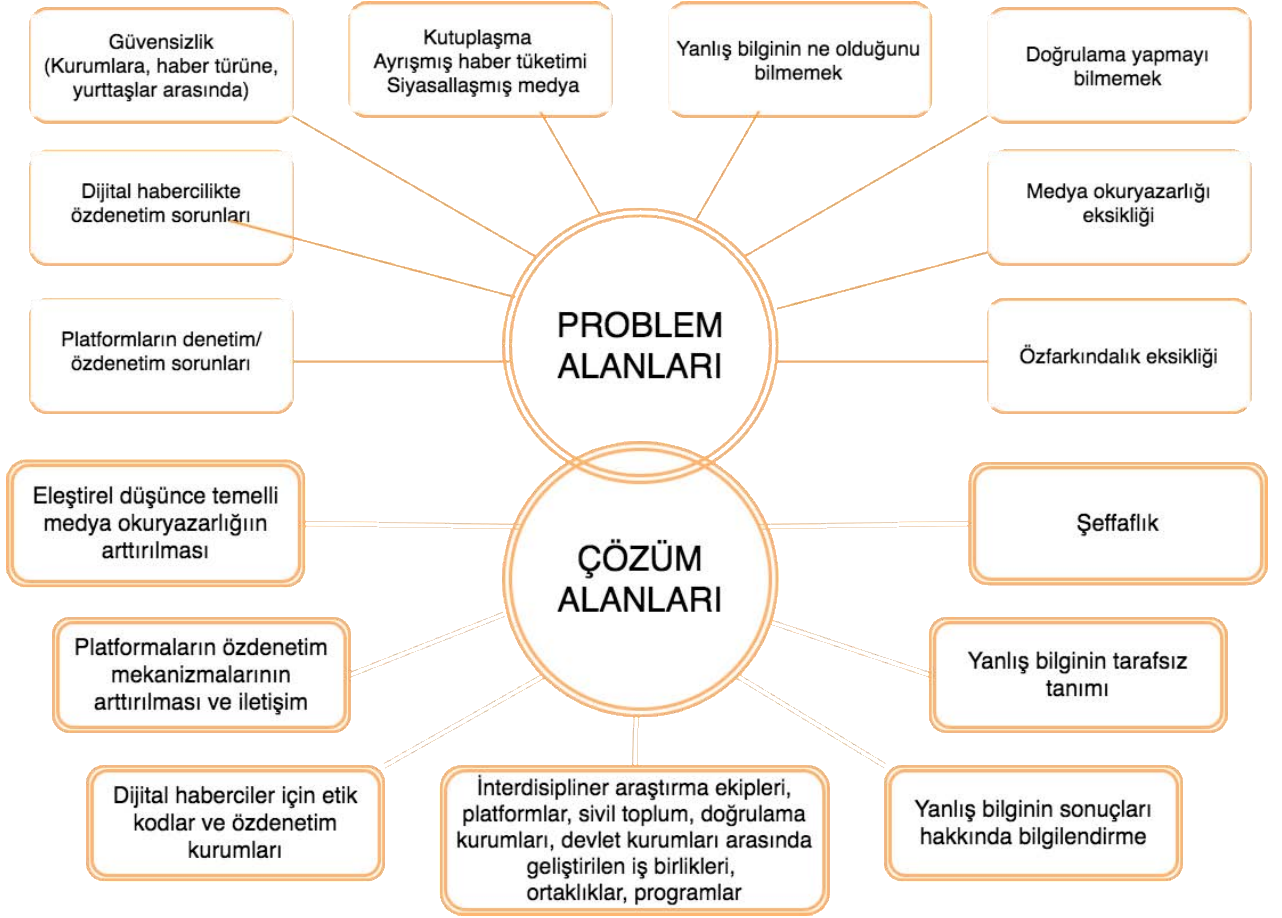 Güvensizlik
(Kurumlara, haber türüne,
yurttaşlar arasında)
Kutuplaşma
Ayrışmış haber tüketimi
Siyasallaşmış medya
Yanlış bilginin ne olduğunu
bilmemek
Doğrulama yapmayı
bilmemek
Dijital habercilikte
özdenetim sorunları
Medya okuryazarlığı
eksikliği
Platformların denetim/
özdenetim sorunları
PROBLEM
ALANLARI
Özfarkındalık eksikliği
Eleştirel düşünce temelli
medya okuryazarlığıın
arttırılması
ÇÖZÜM
ALANLARI
Şeffaflık
Platformaların özdenetim
mekanizmalarının
arttırılması ve iletişim
Yanlış bilginin tarafsız
tanımı
Dijital haberciler için etik
kodlar ve özdenetim
kurumları
İnterdisipliner araştırma ekipleri,
platformlar, sivil toplum, doğrulama
kurumları, devlet kurumları arasında
geliştirilen iş birlikleri,
ortaklıklar, programlar
Yanlış bilginin sonuçları
hakkında bilgilendirme